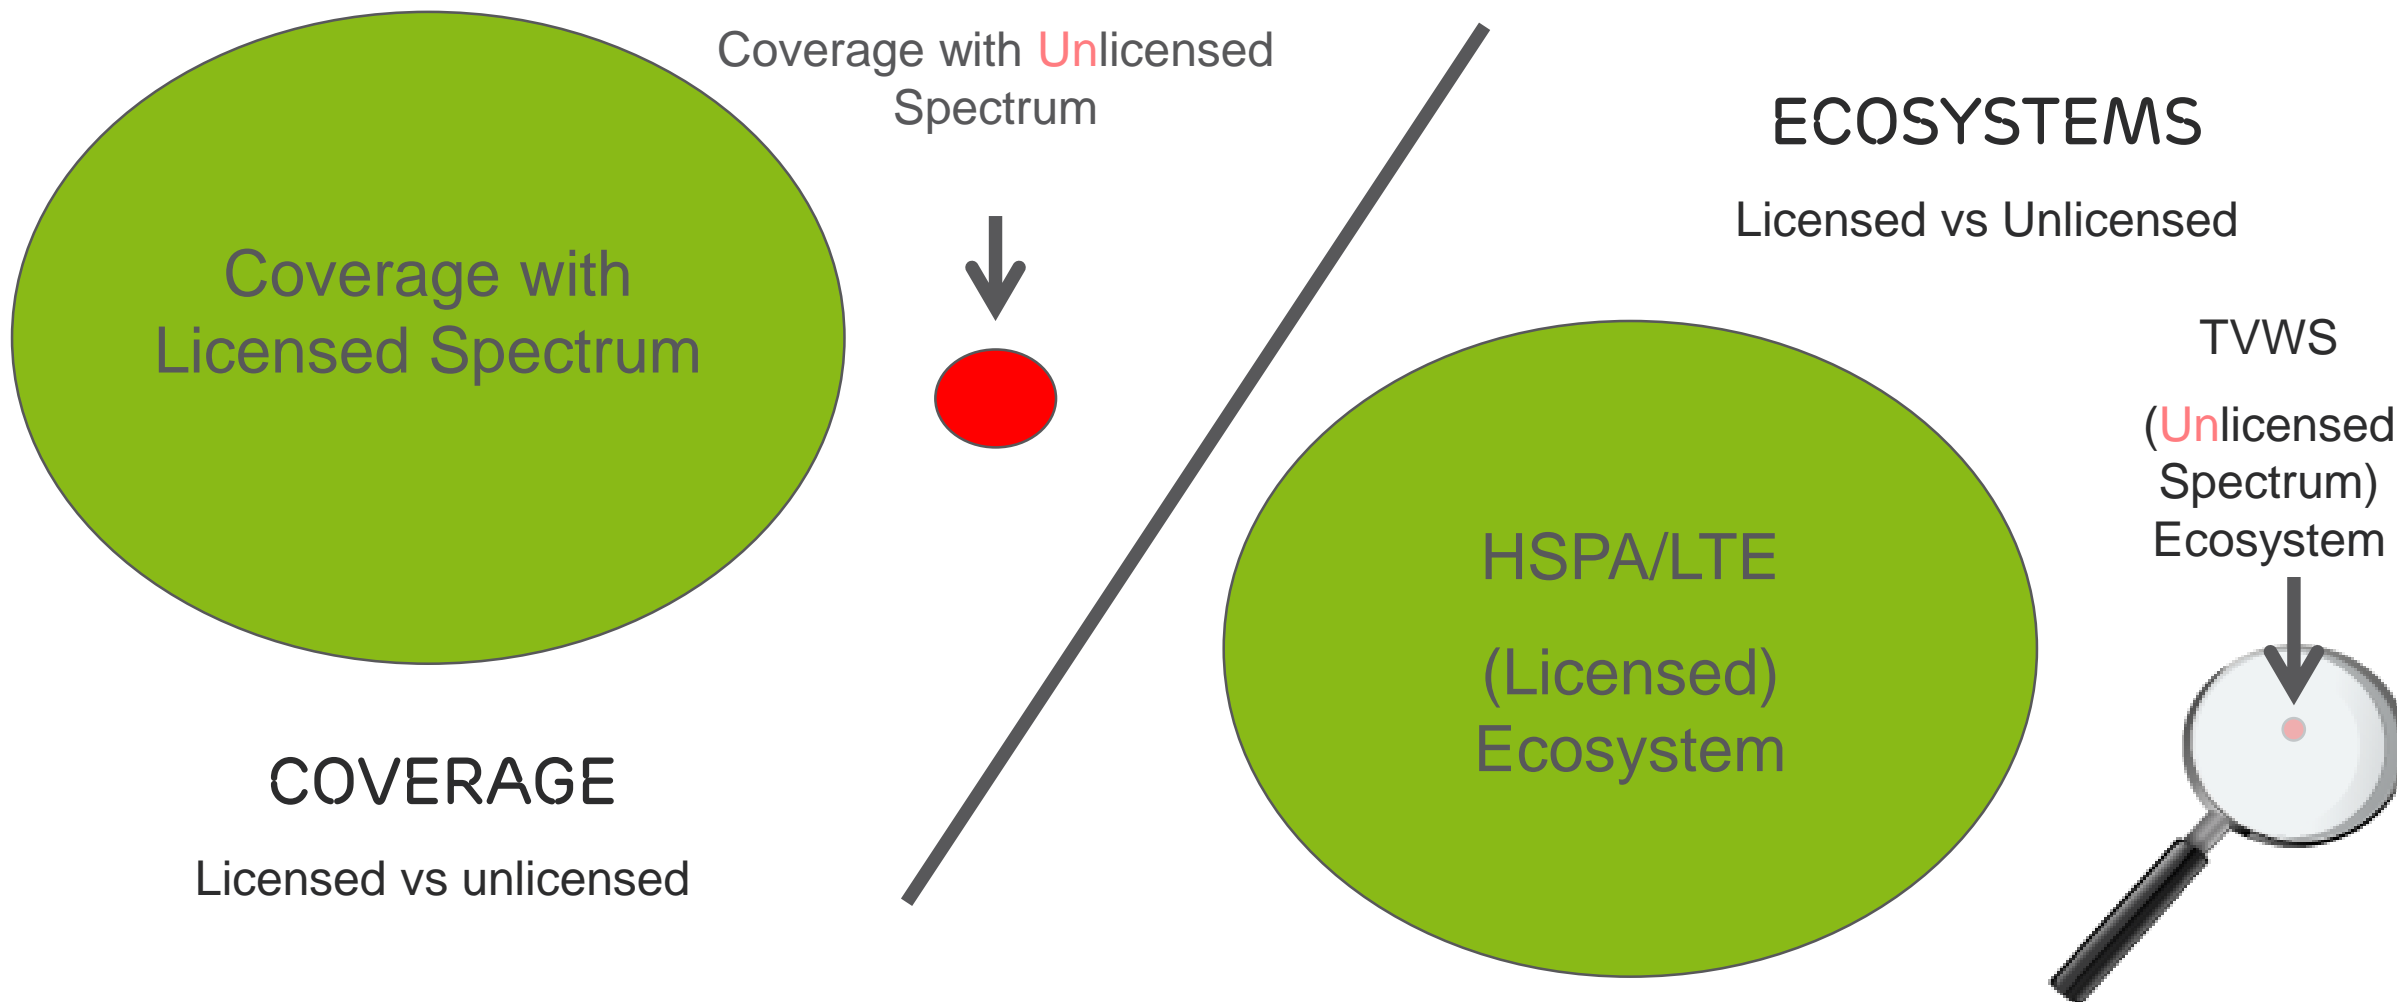 Coverage with
Licensed Spectrum
Coverage with Unlicensed
Spectrum
COVERAGE
Licensed vs unlicensed
ECOSYSTEMS
Licensed vs Unlicensed
HSPA/LTE
(Licensed)
Ecosystem
TVWS
(Unlicensed
Spectrum)
Ecosystem